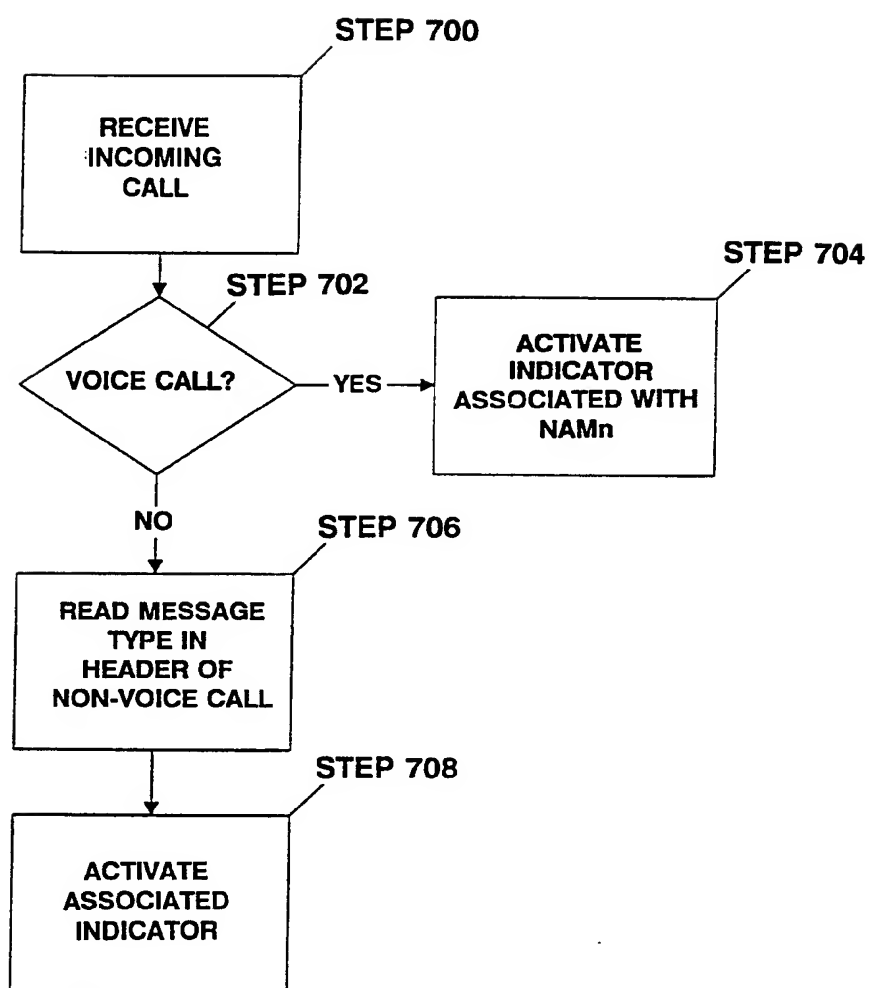 STEP 700
RECEIVE
INCOMING
CALL
STEP 702
VOICE CALL?
YES
STEP 704
ACTIVATE
INDICATOR
ASSOCIATED WITH
NAMn
NO
STEP 706
READ MESSAGE
TYPE IN
HEADER OF
NON-VOICE CALL
STEP 708
ACTIVATE
ASSOCIATED
INDICATOR